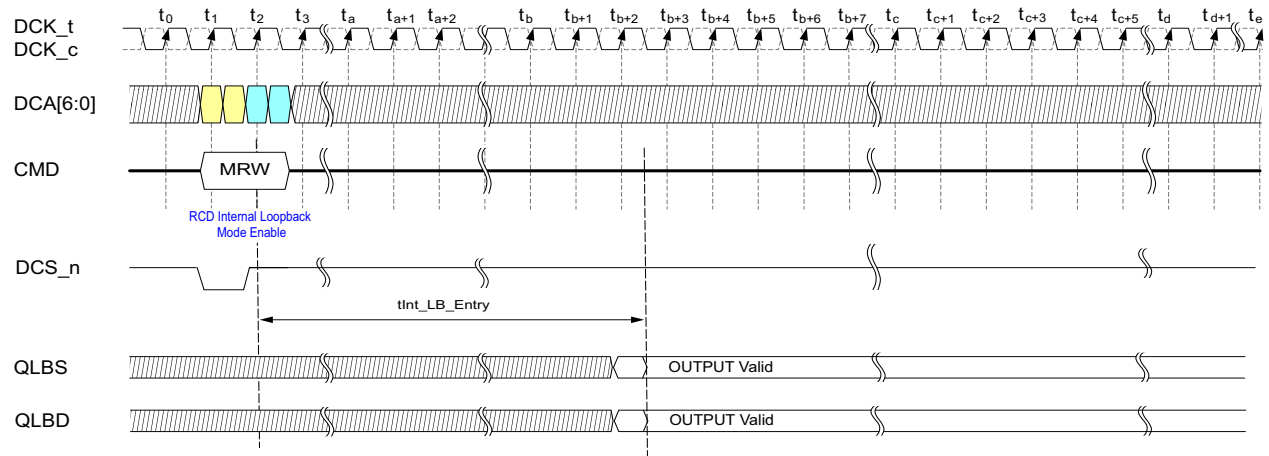 t0 t1 t2 t3 ta ta+1 ta+2 tb tb+1 tb+2 tb+3 tb+4 tb+5 tb+6 tb+7 tc tc+1 tc+2 tc+3 tc+4 tc+5 td td+1 te
DCK_t
DCK_c
DCA[6:0]
CMD
MRW
RCD Internal Loopback
Mode Enable
DCS_n
tInt_LB_Entry
QLBS
OUTPUT Valid
QLBD
OUTPUT Valid